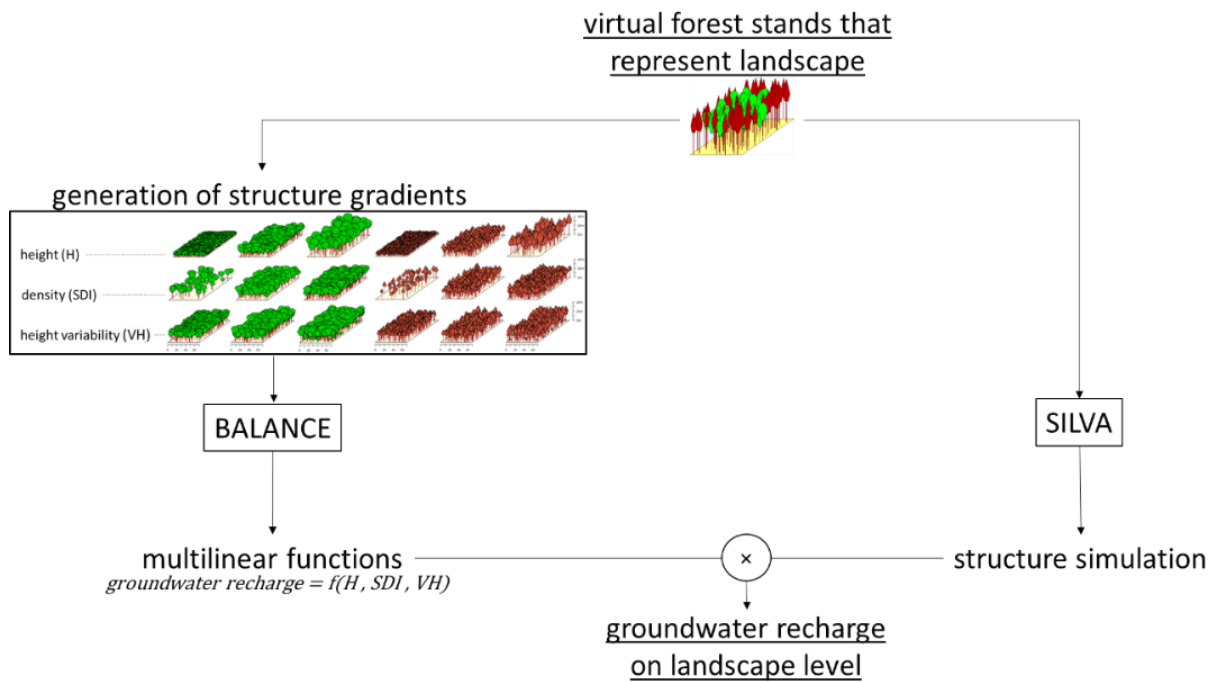 virtual forest stands that
represent landscape
generation of structure gradients
height (H)
density (SDI)
height variability (VH)
BALANCE
SILVA
multilinear functions
groundwater recharge = f(H , SDI , VH)
×
structure simulation
groundwater recharge
on landscape level